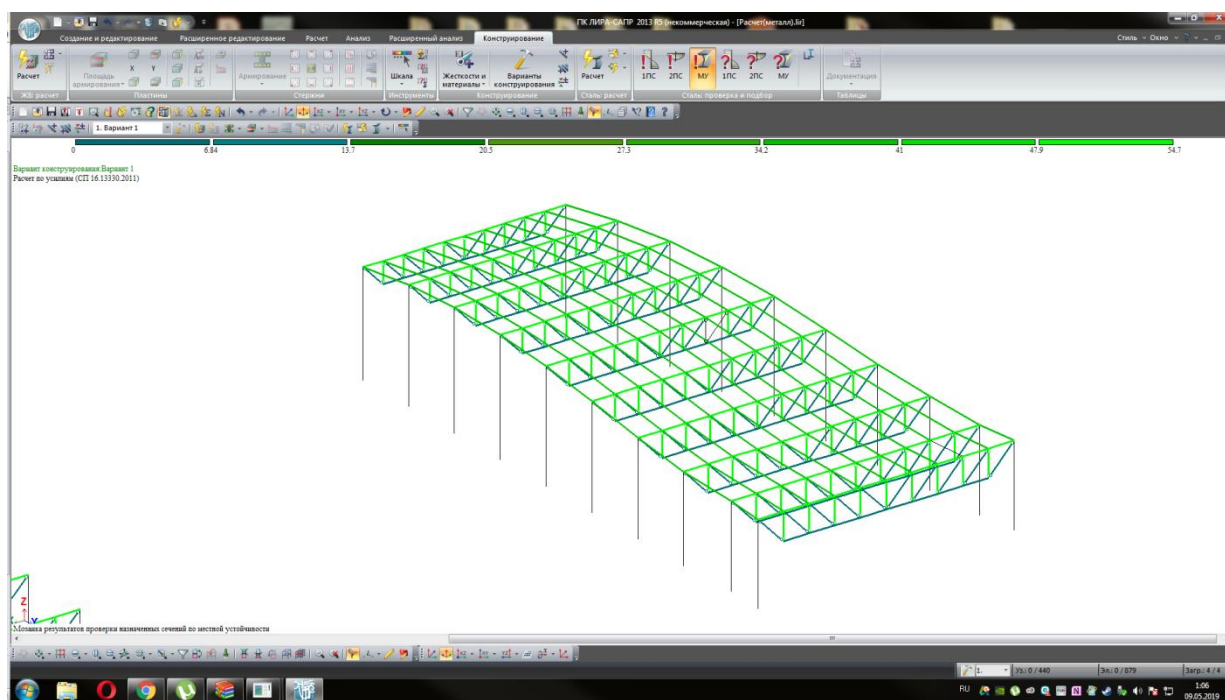 ПК ЛИРА-САПР 2013 R5 (некоммерческая) - [Расчет(металл).lir]
Создание и редактирование Расширенное редактирование Расчет Анализ Расширенный анализ Конструирование Стиль Окно
Расчет Площадь армирования Армирование Шкала Жесткости и материалы Варианты конструирования Расчет 1ПС 2ПС МУ 1ПС 2ПС МУ Документация
X Y
ЖБ: расчет Пластины Стержни Инструменты Конструирование Сталь: расчет Сталь: проверка и подбор Таблицы
1. Вариант 1
0 6.84 13.7 20.5 27.3 34.2 41 47.9 54.7
Вариант конструирования:Вариант 1
Расчет по усилиям (СП 16.13330.2011)
Z
Y
Мозаика результатов проверки назначенных сечений по местной устойчивости
1. Уз.: 0 / 440 Эл.: 0 / 879 Загр.: 4 / 4
RU 1:06
09.05.2019